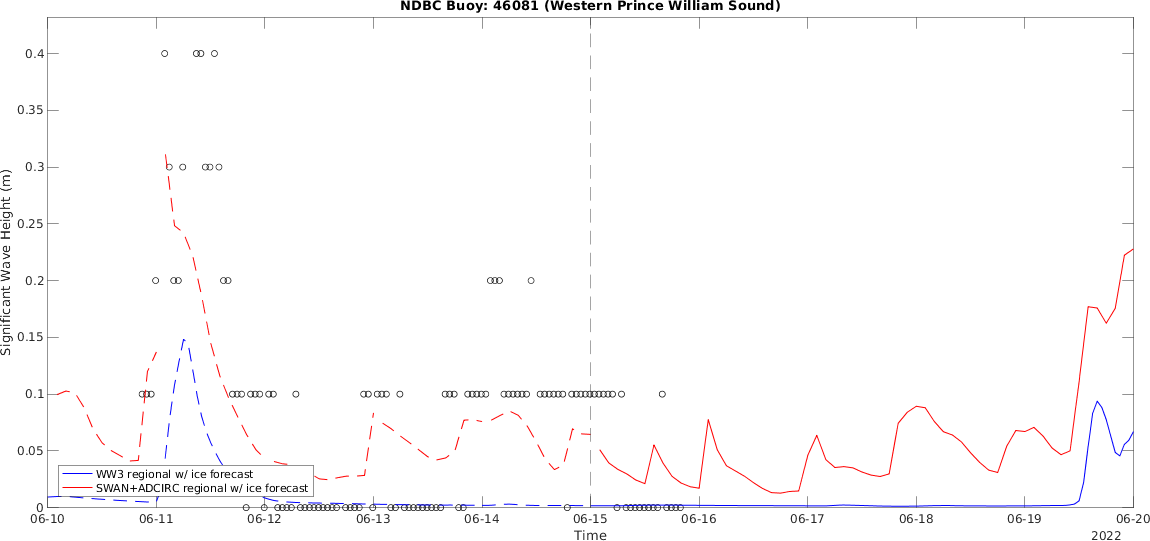 NDBC Buoy: 46081 (Western Prince William Sound)
Significant Wave Height (m)
0.4
0.35
0.3
0.25
0.2
0.15
0.1
0.05
0
WW3 regional w/ ice forecast
SWAN+ADCIRC regional w/ ice forecast
06-10 06-11 06-12 06-13 06-14 06-15 06-16 06-17 06-18 06-19 06-20
Time
2022